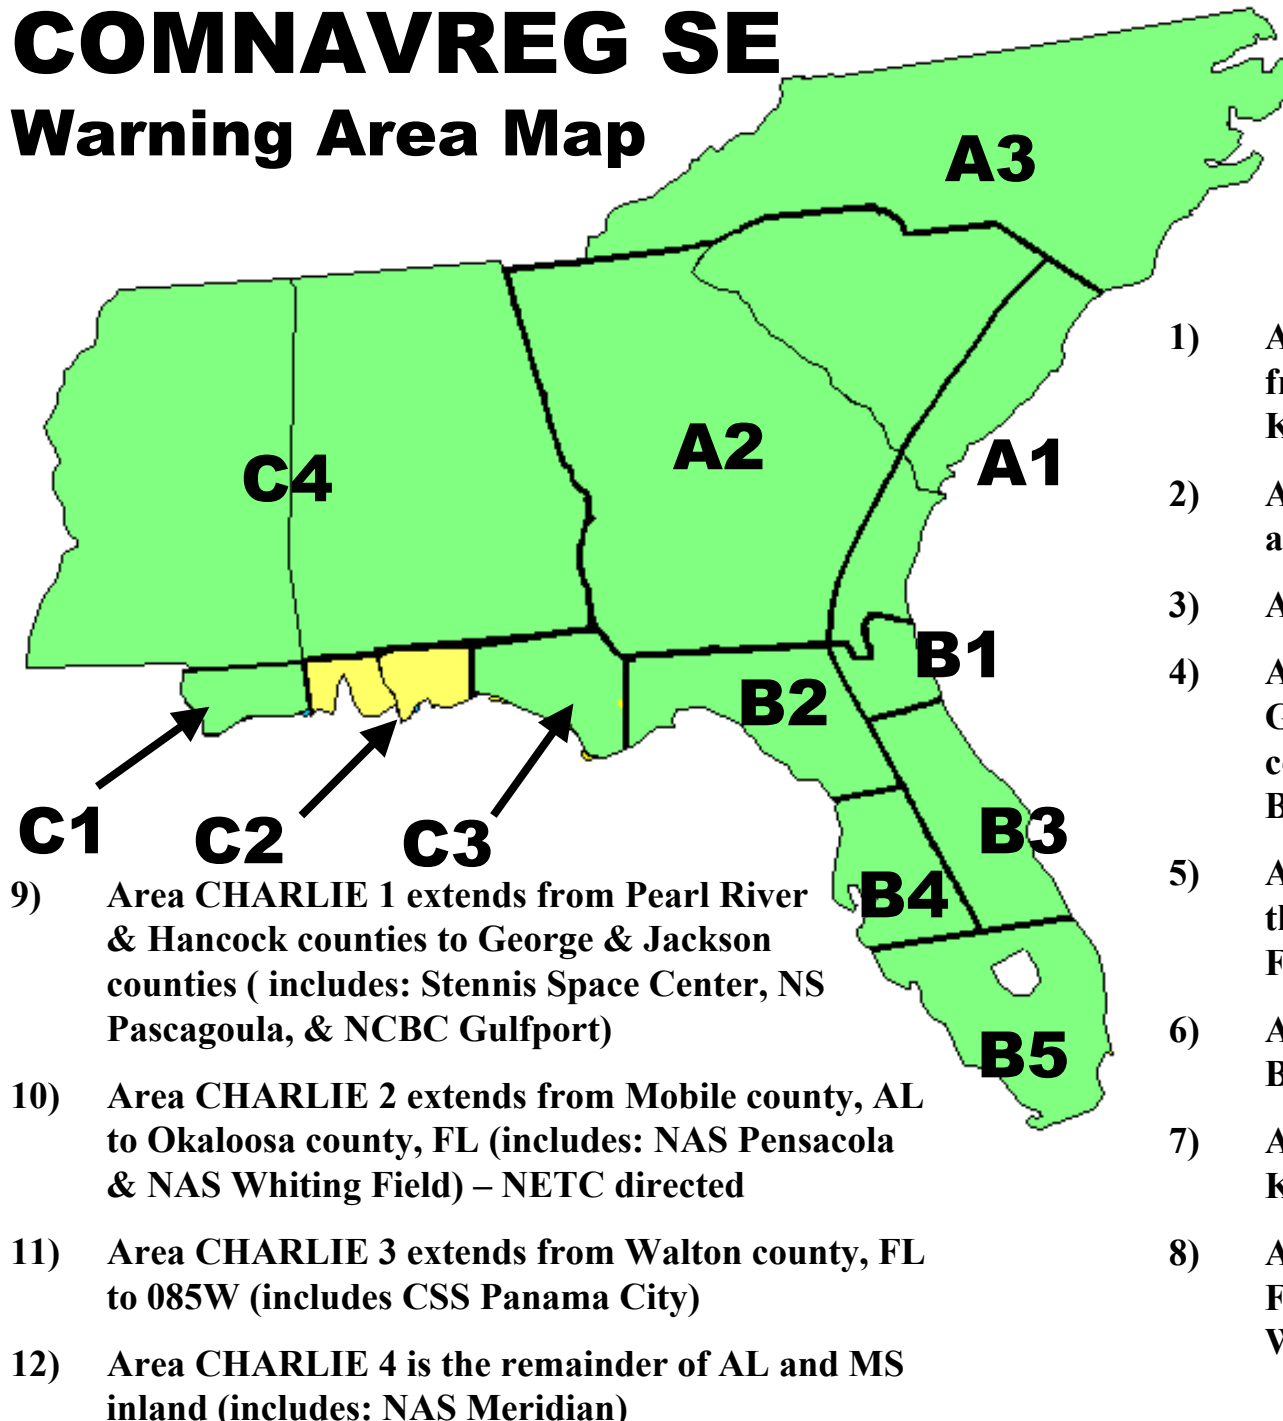 COMNAVREG SE
Warning Area Map
A3
A2
A1
C4
B1
B2
B3
B4
B5
C1
C2
C3
1) A
fr
K
2) A
a
3) A
4) A
G
c
B
5) A
th
F
6) A
B
7) A
K
8) A
F
W
9) Area CHARLIE 1 extends from Pearl River
& Hancock counties to George & Jackson
counties ( includes: Stennis Space Center, NS
Pascagoula, & NCBC Gulfport)
10) Area CHARLIE 2 extends from Mobile county, AL
to Okaloosa county, FL (includes: NAS Pensacola
& NAS Whiting Field) – NETC directed
11) Area CHARLIE 3 extends from Walton county, FL
to 085W (includes CSS Panama City)
12) Area CHARLIE 4 is the remainder of AL and MS
inland (includes: NAS Meridian)